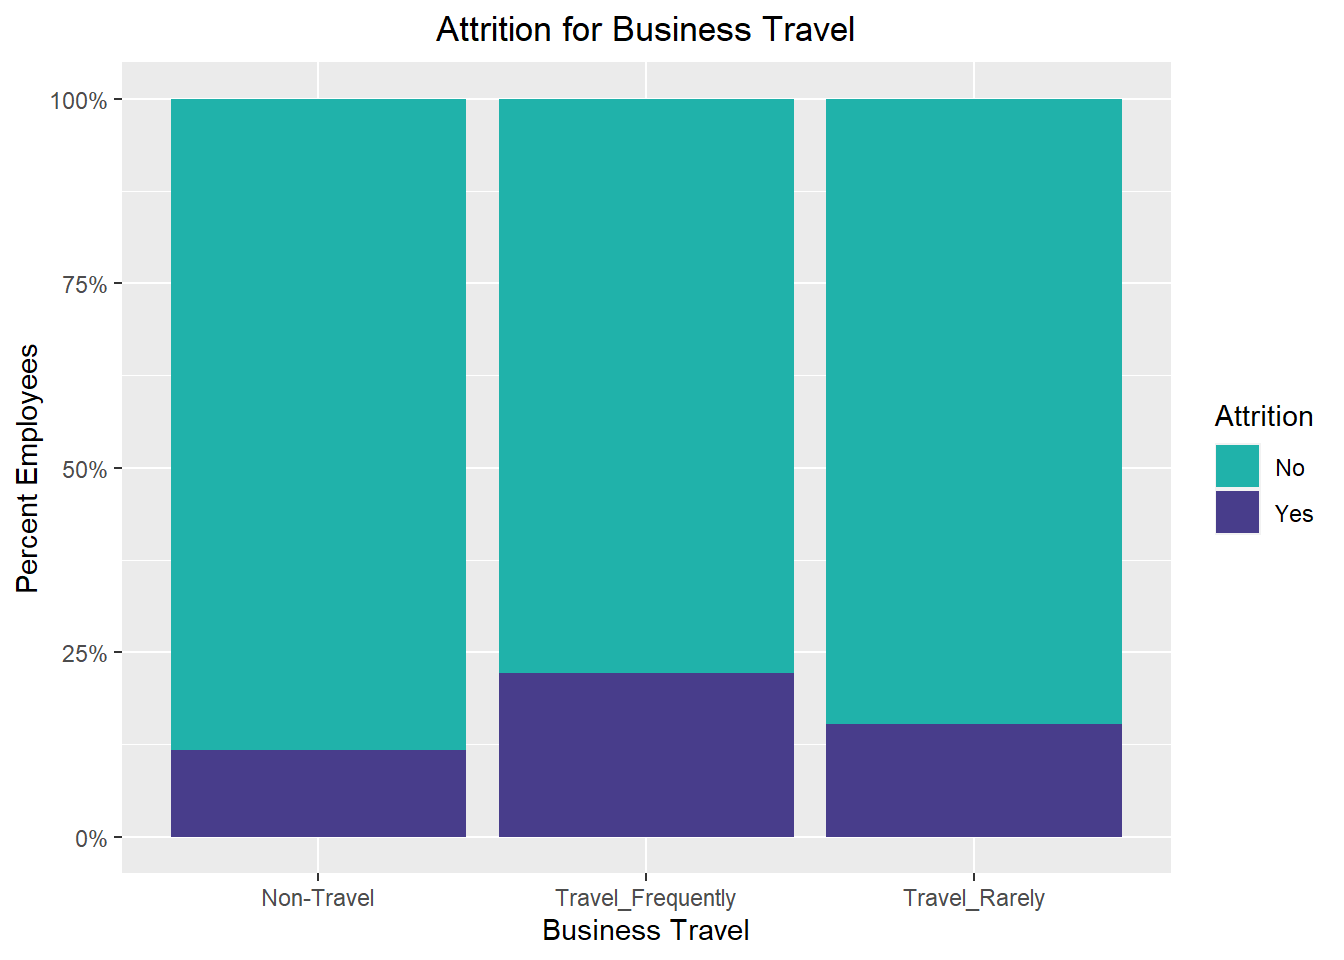 Attrition for Business Travel
100%
75%
50%
25%
0%
Percent Employees
Non-Travel
Travel_Frequently
Travel_Rarely
Business Travel
Attrition
No
Yes